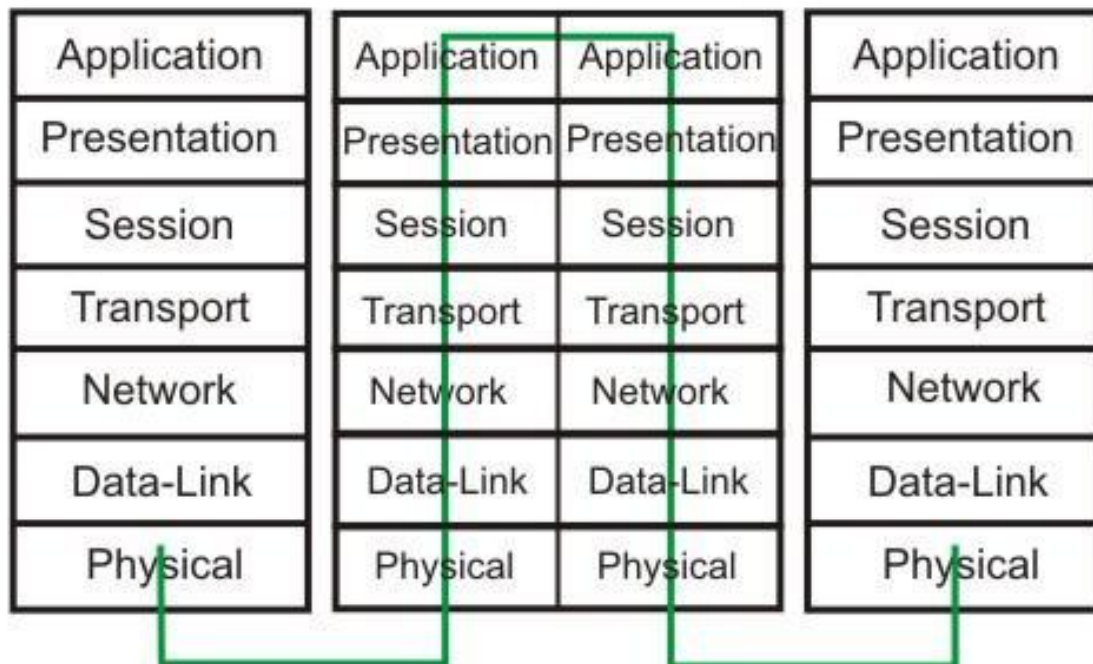 Application Application Application Application
Presentation Presentation Presentation Presentation
Session Session Session Session
Transport Transport Transport Transport
Network Network Network Network
Data-Link Data-Link Data-Link Data-Link
Physical Physical Physical Physical